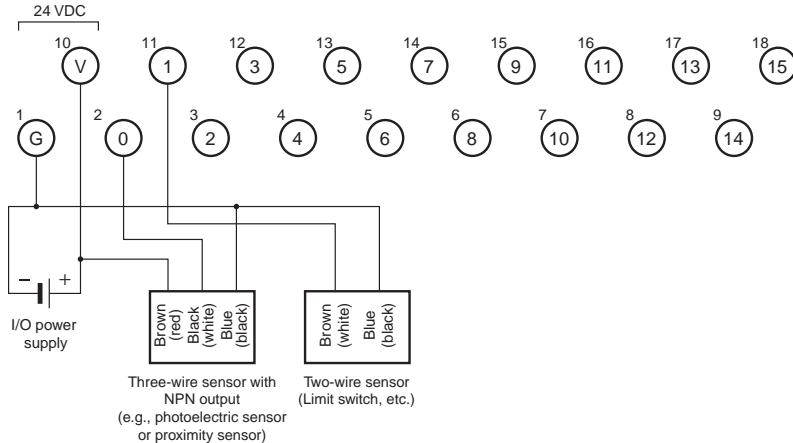 24 VDC
10 11 12 13 14 15 16 17 18
V 1 3 5 7 9 11 13 15
1 2 3 4 5 6 7 8 9
G 0 2 4 6 8 10 12 14
− +
I/O power
supply
Brown
(red)
Black
(white)
Blue
(black)
Brown
(white)
Blue
(black)
Three-wire sensor with
NPN output
(e.g., photoelectric sensor
or proximity sensor)
Two-wire sensor
(Limit switch, etc.)